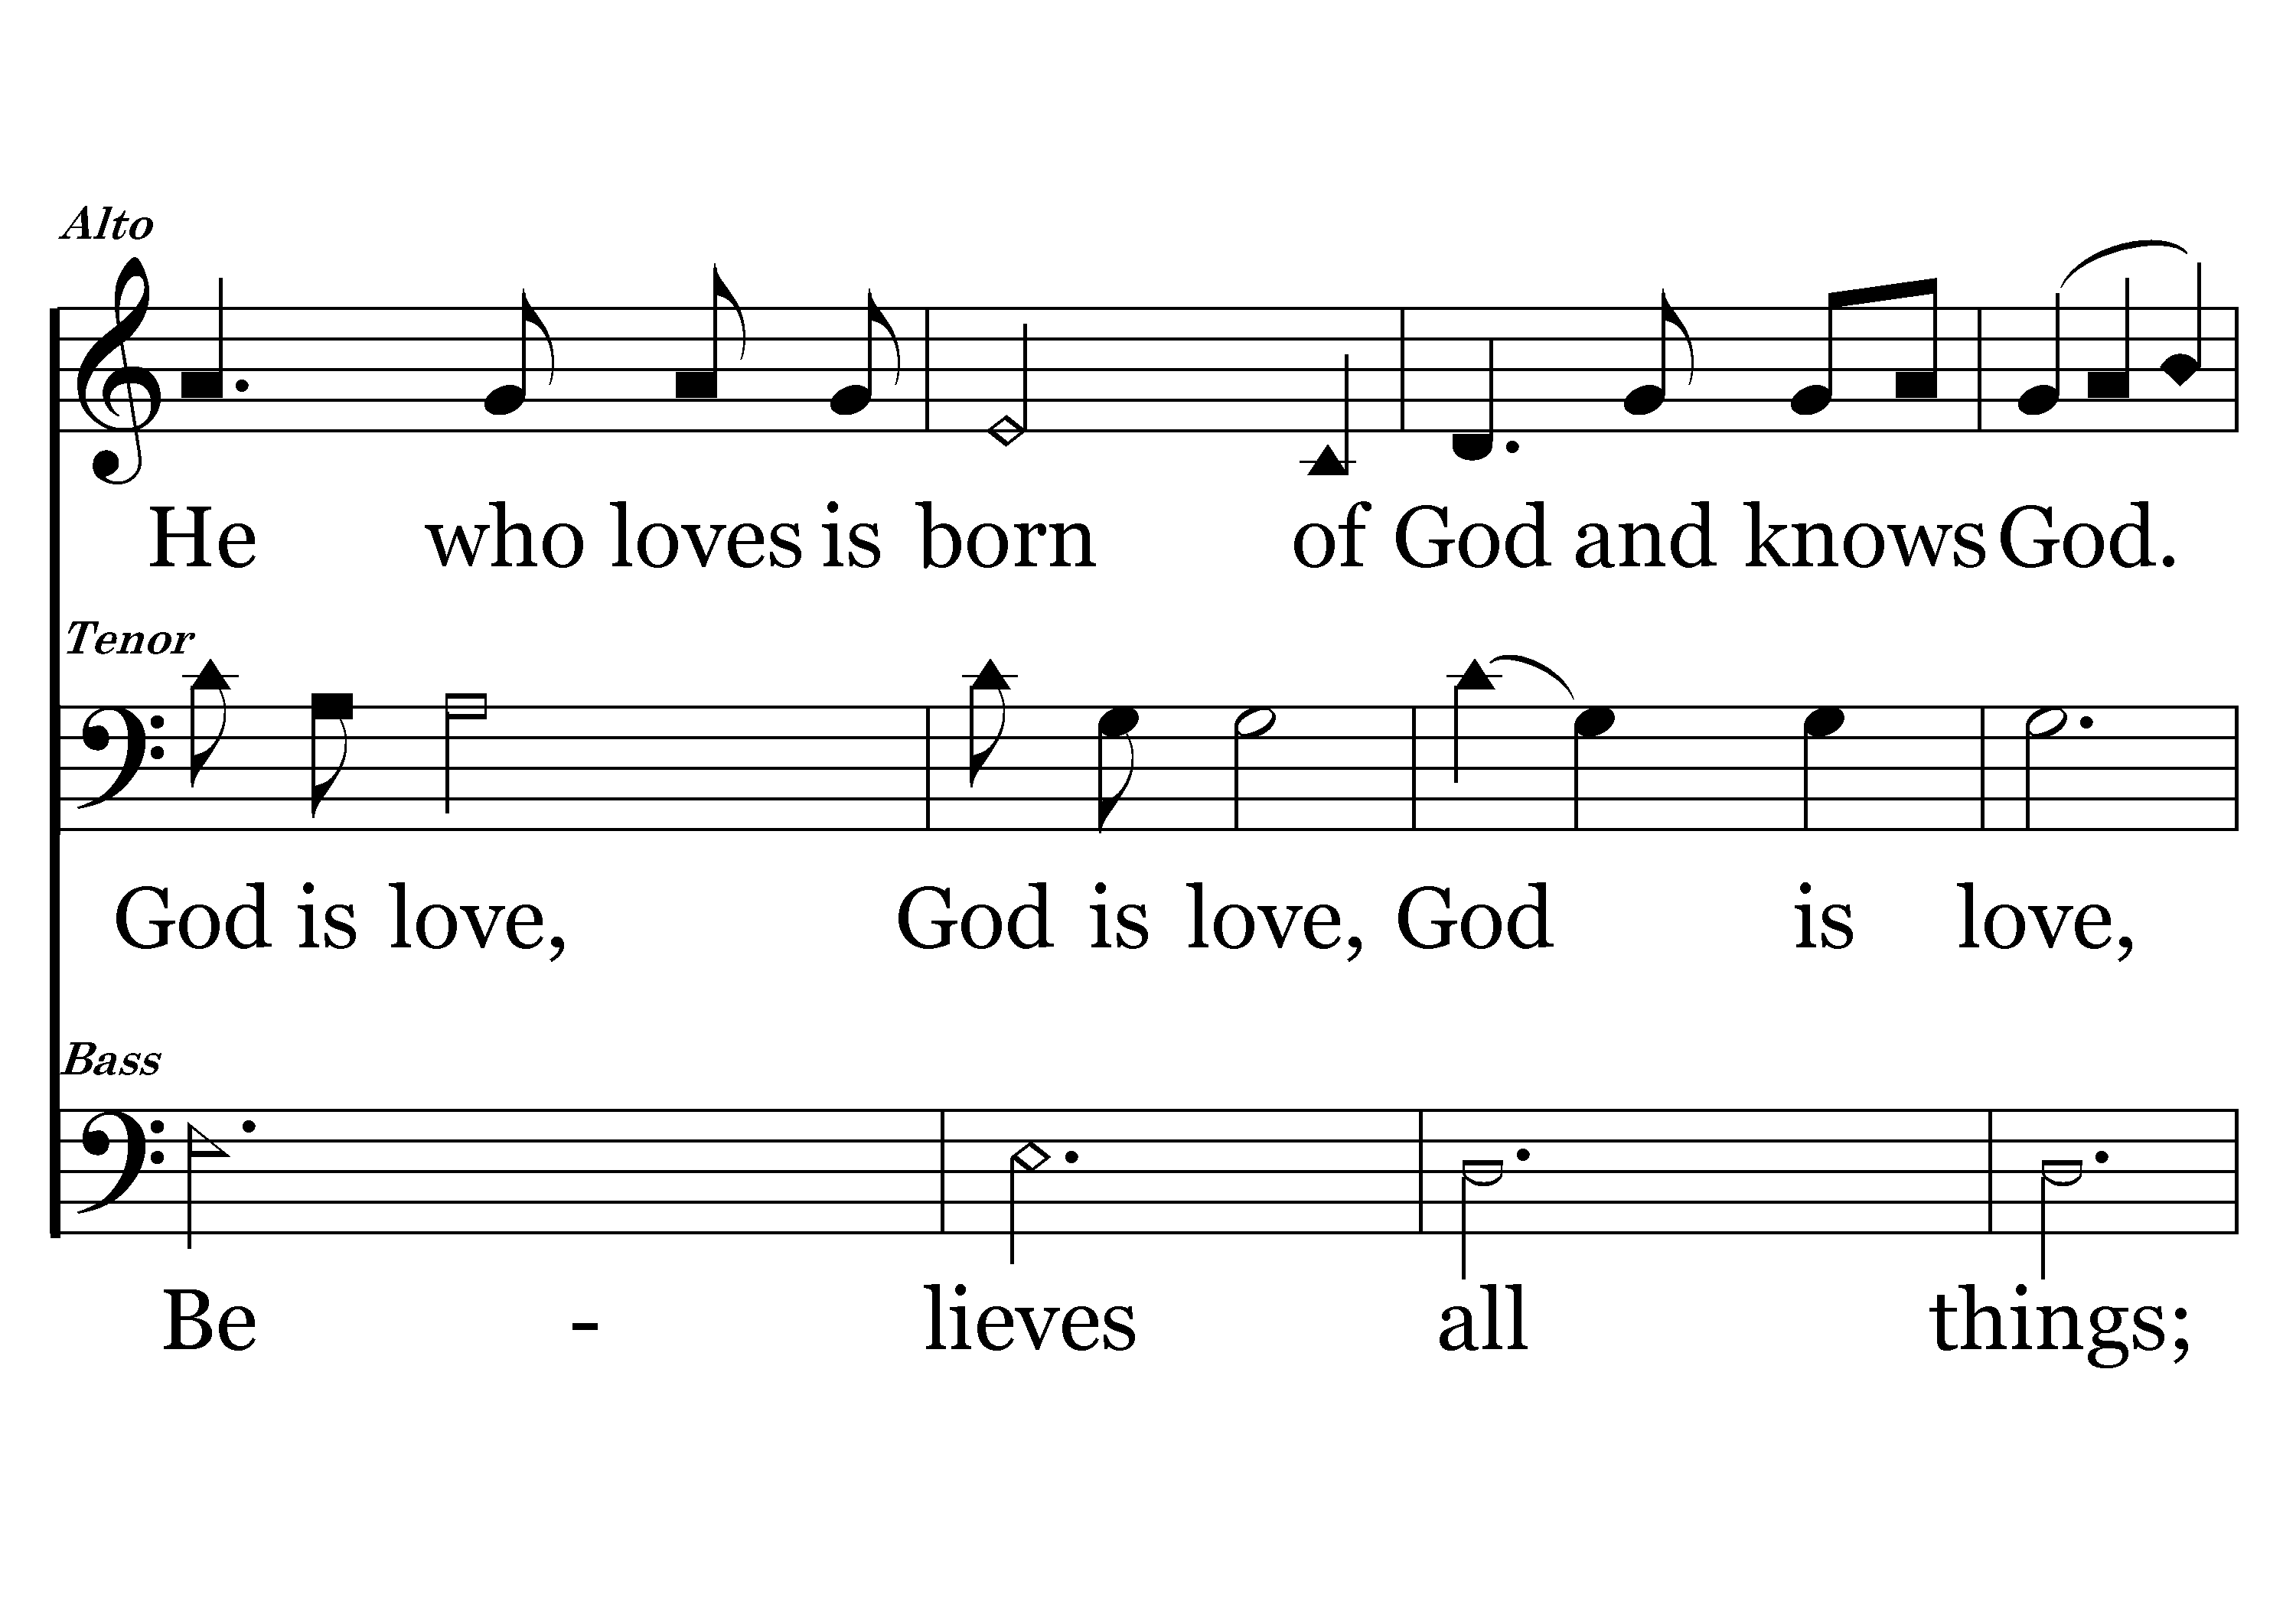 Alto
He who loves is born of God and knows God.
Tenor
God is love, God is love, God is love,
Bass
Be - lieves all things;